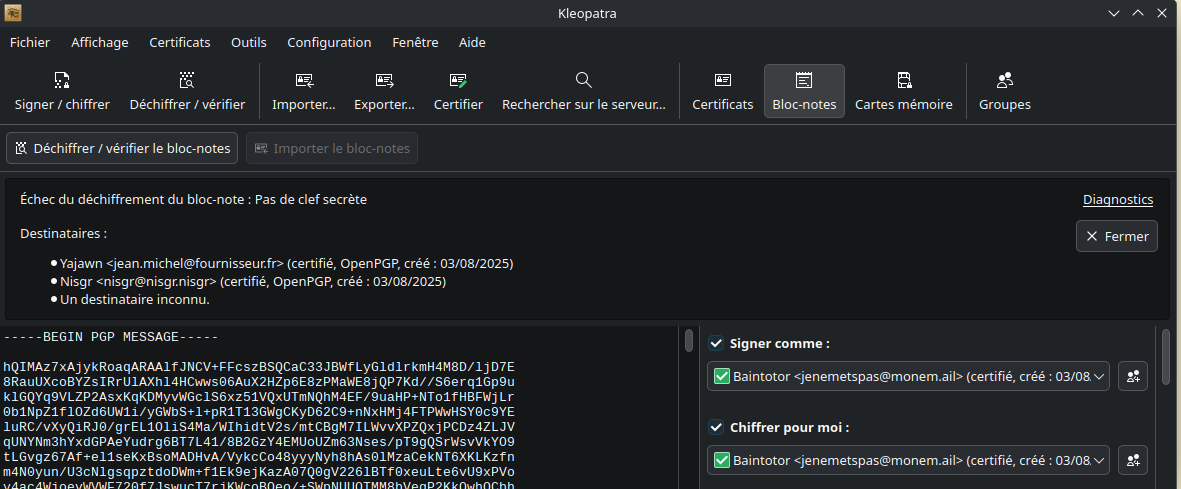 Kleopatra
Fichier Affichage Certificats Outils Configuration Fenêtre Aide
Signer / chiffrer Déchiffrer / vérifier Importer... Exporter... Certifier Rechercher sur le serveur... Certificats Bloc-notes Cartes mémoire Groupes
Déchiffrer / vérifier le bloc-notes Importer le bloc-notes
Échec du déchiffrement du bloc-note : Pas de clef secrète Diagnostics
Destinataires : Fermer
Yajawn <jean.michel@fournisseur.fr> (certifié, OpenPGP, créé : 03/08/2025)
Nisgr <nisgr@nisgr.nisgr> (certifié, OpenPGP, créé : 03/08/2025)
Un destinataire inconnu.
-----BEGIN PGP MESSAGE-----
hQIMAz7xAjykRoaqARAAlfJNCV+FFcszBSQCaC33JBWfLyGldlrkmH4M8D/ljD7E
8RauUXcoBYZsIRrUlAXhl4HCwws06AuX2HZp6E8zPMaWE8jQP7Kd//S6erq1Gp9u
klGQYq9VLZP2AsxKqKDMyvWGclS6xz51VQxUTmNQhM4EF/9uaHP+NTo1fHBFWjLr
0b1NpZ1flOZd6UW1i/yGWbS+l+pR1T13GWgCKyD62C9+nNxHMj4FTPWwHSY0c9YE
luRC/vXyQiRJ0/grEL1OliS4Ma/WIhidtV2s/mtCBgM7ILWvvXPZQxjPCDz4ZLJV
qUNYNm3hYxdGPAeYudrg6BT7L41/8B2GzY4EMUoUZm63Nses/pT9gQSrWsvVkYO9
tLGvgz67Af+el1seKxBsoMADHvA/VykcCo48yyyNyh8hAs0lMzaCekNT6XKLKzfn
m4N0yun/U3cNlgsqpztdoDWm+f1Ek9ejKazA07Q0gV226lBTf0xeuLte6vU9xPVo
Signer comme :
Baintotor <jenemetspas@monem.ail> (certifié, créé : 03/08
Chiffrer pour moi :
Baintotor <jenemetspas@monem.ail> (certifié, créé : 03/08